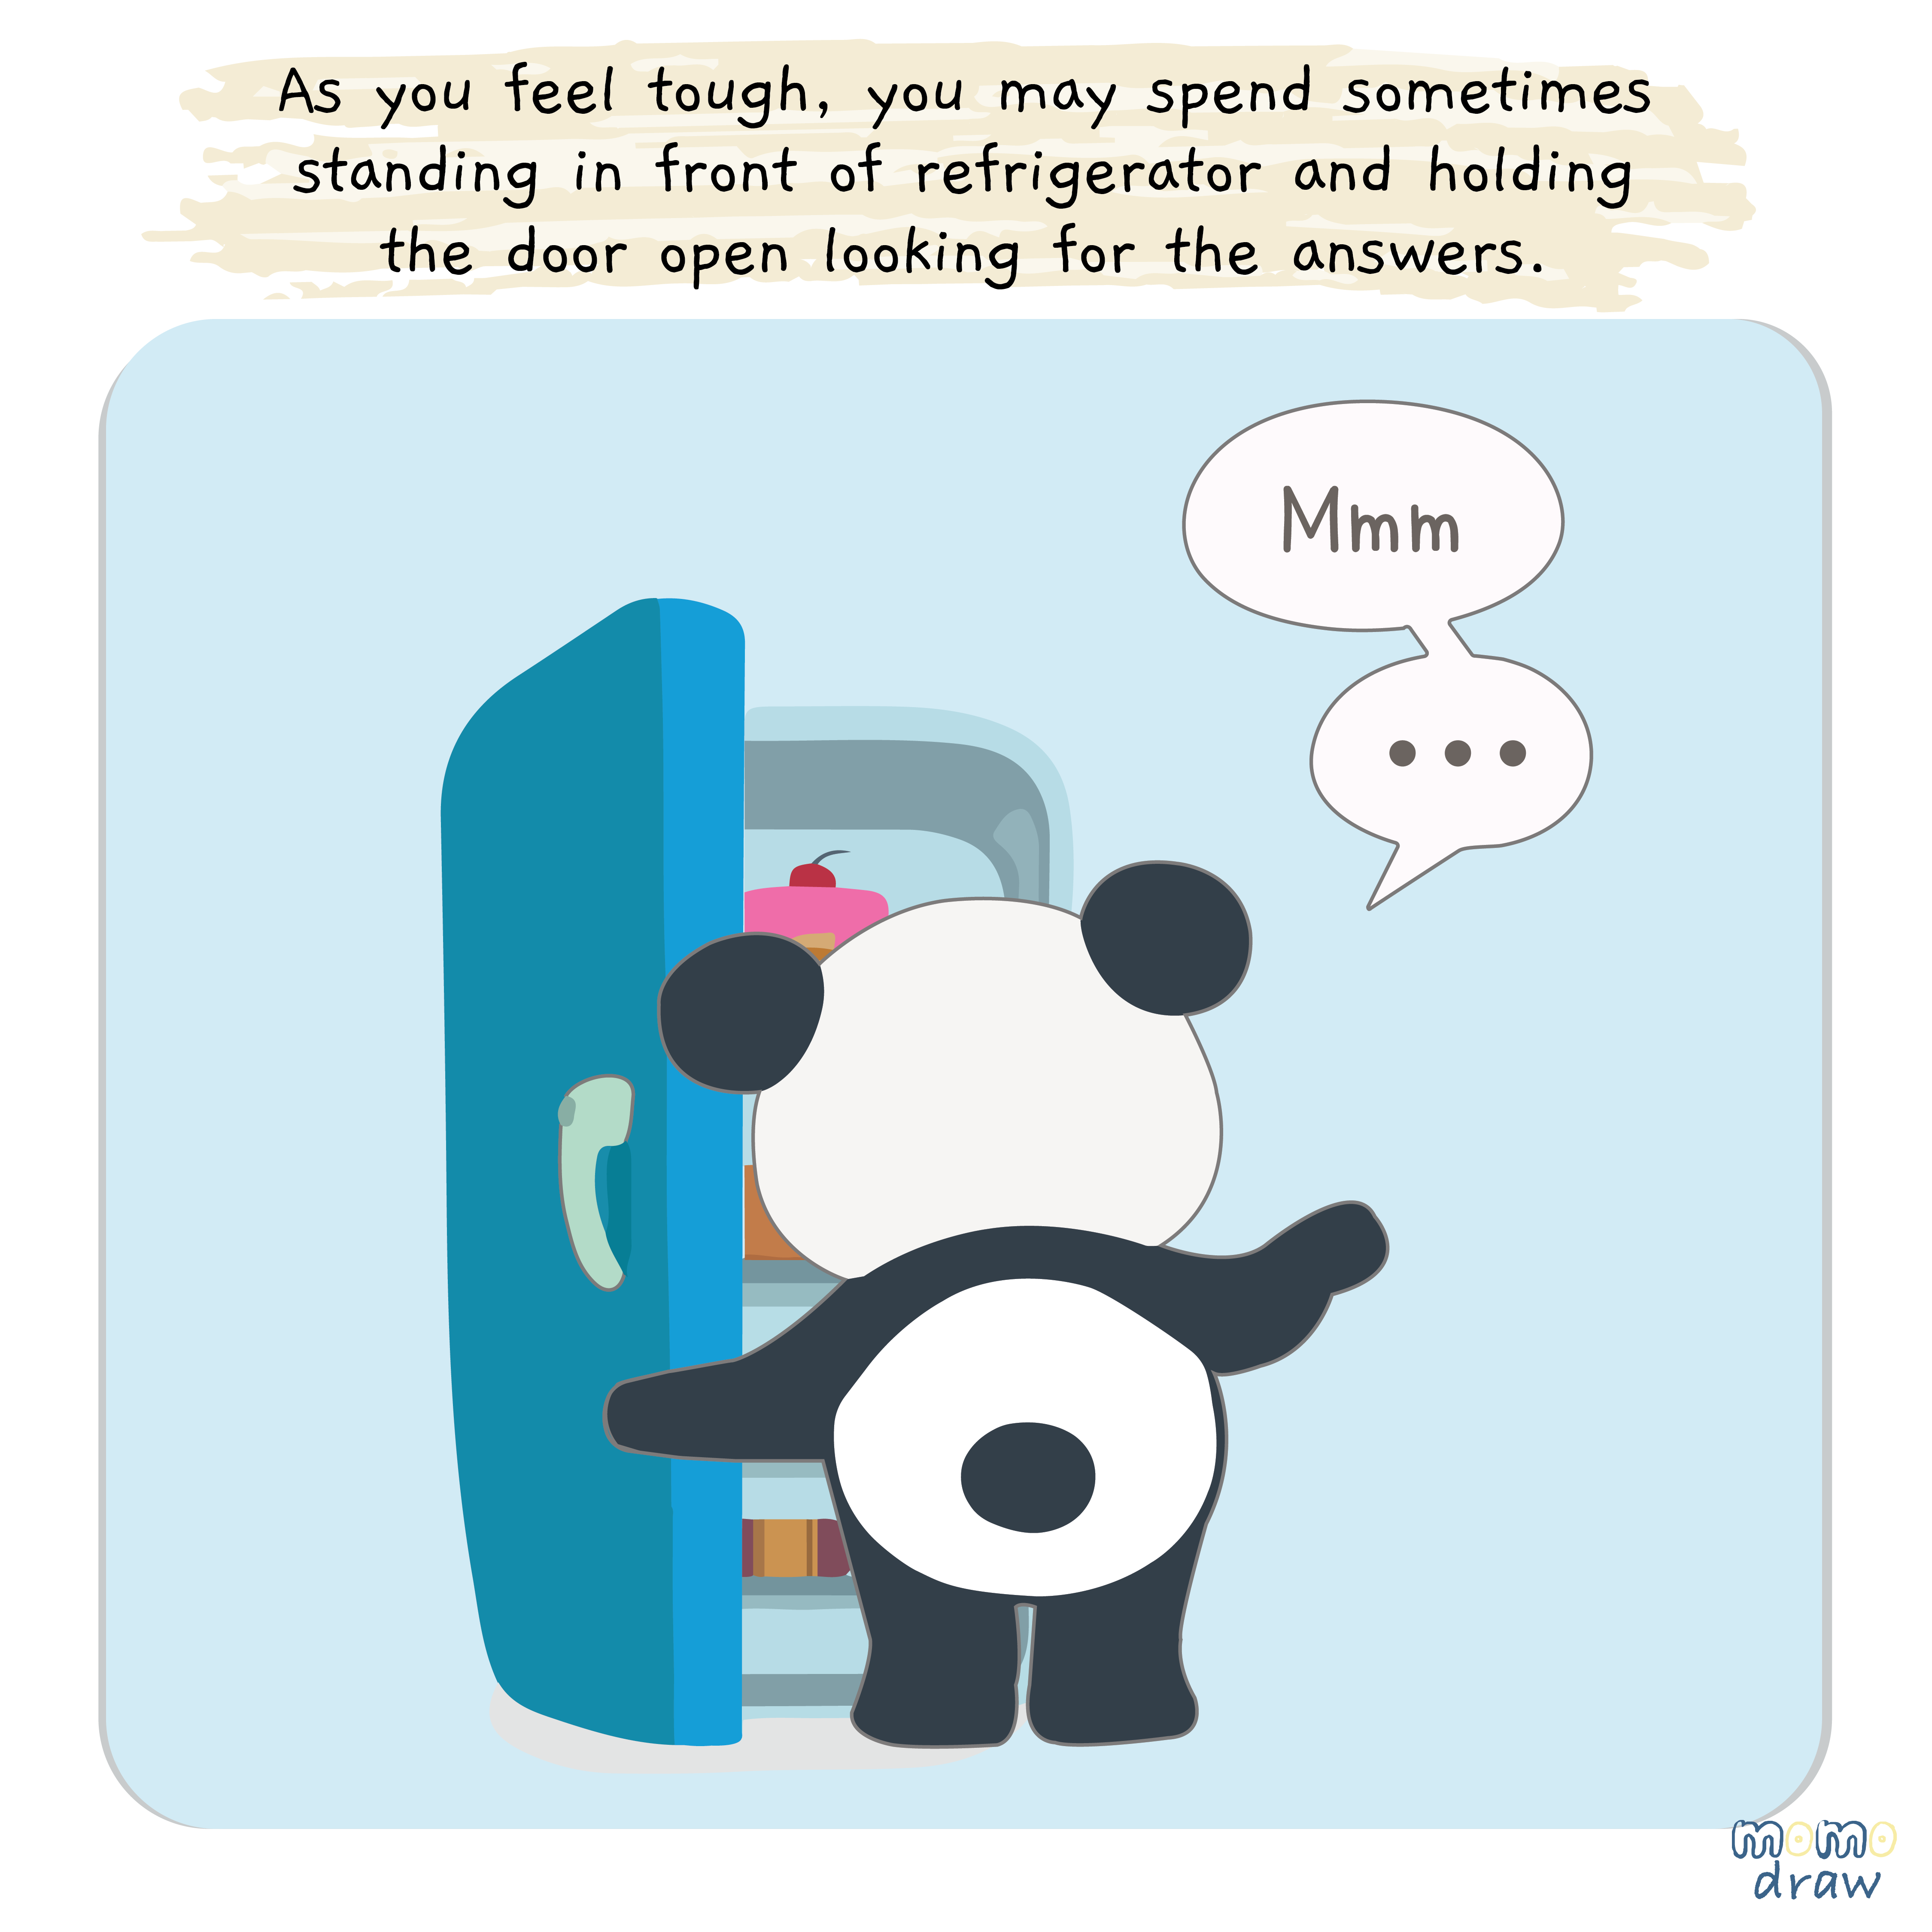 As you feel tough, you may spend sometimes
standing in front of refrigerator and holding
the door open looking for the answers.
Mmm
...
momo
draw